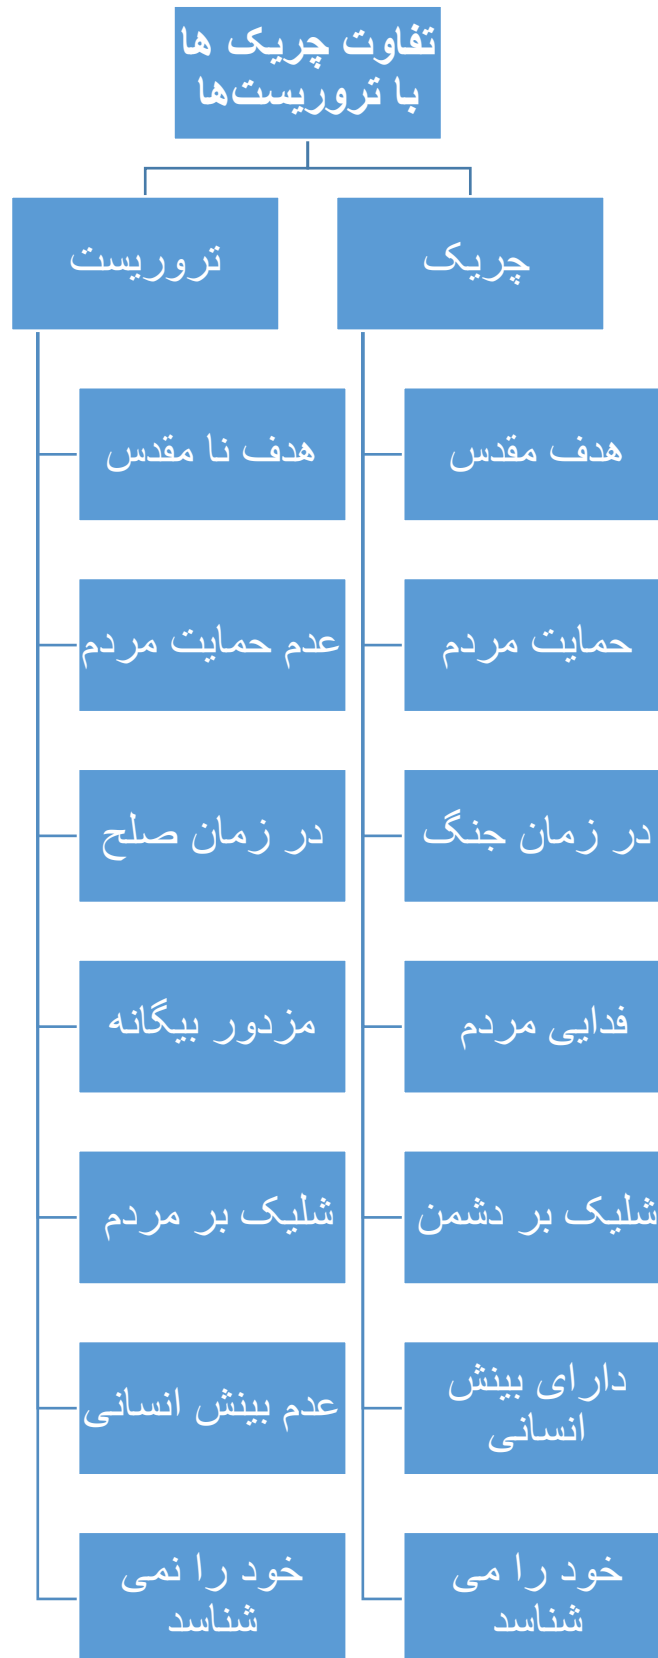 تفاوت چریک ها
با تروریست‌ها
چریک
تروریست
هدف مقدس
هدف نا مقدس
حمایت مردم
عدم حمایت مردم
در زمان جنگ
در زمان صلح
فدایی مردم
مزدور بیگانه
شلیک بر دشمن
شلیک بر مردم
دارای بینش
انسانی
عدم بینش انسانی
خود را می
شناسد
خود را نمی
شناسد